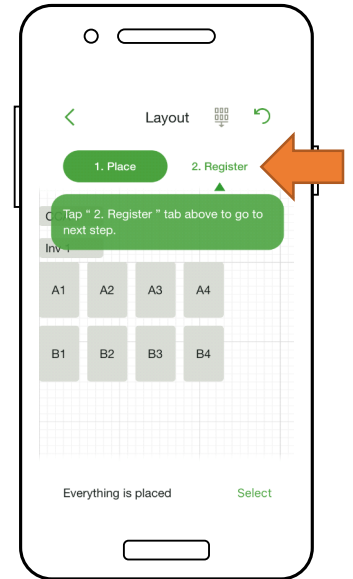 Layout
1. Place
2. Register
Tap “ 2. Register ” tab above to go to
next step.
Inv 1
A1 A2 A3 A4
B1 B2 B3 B4
Everything is placed
Select